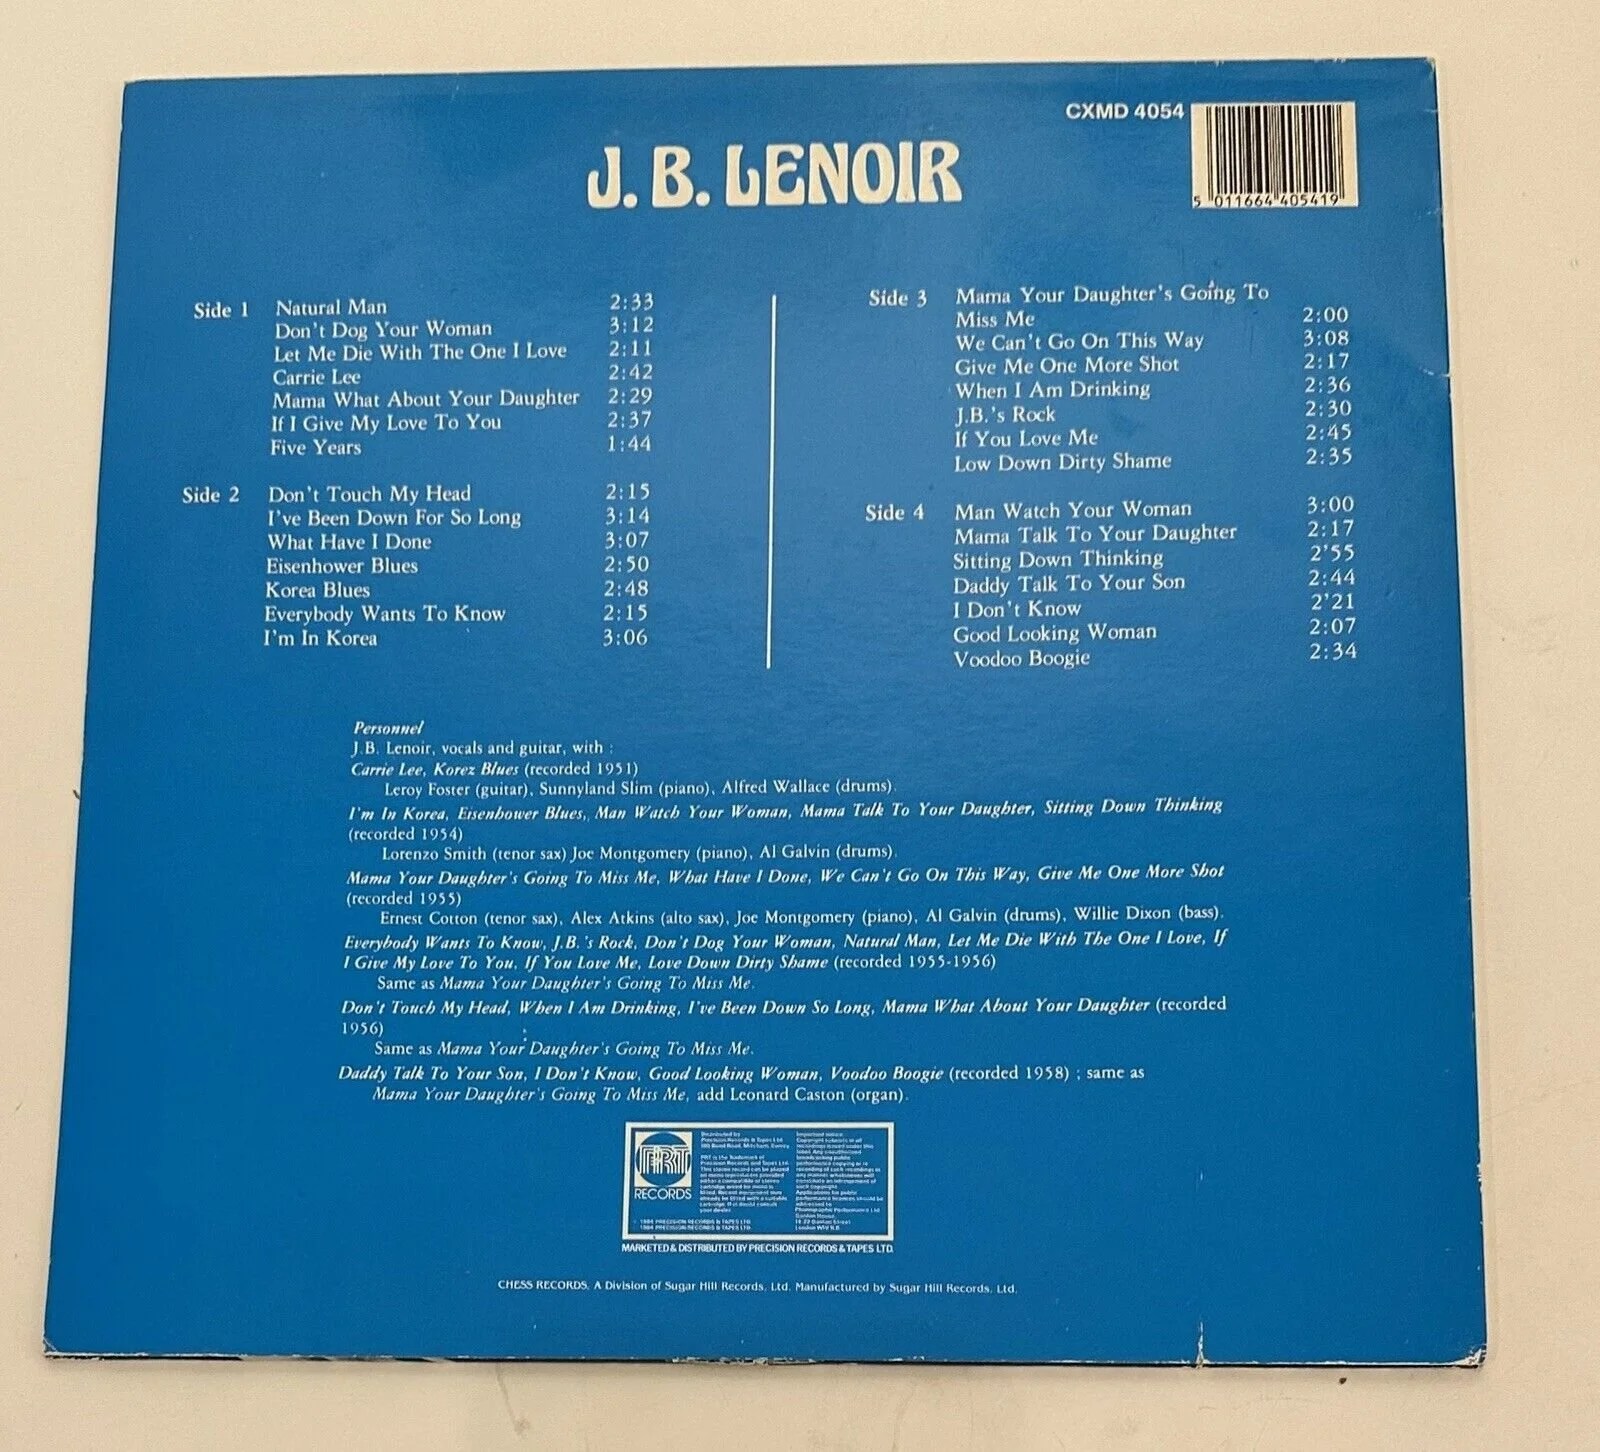 CXMD 4054
5 011664 405419
J. B. LENOIR
Side 1 Natural Man 2:33
Don't Dog Your Woman 3:12
Let Me Die With The One I Love 2:11
Carrie Lee 2:42
Mama What About Your Daughter 2:29
If I Give My Love To You 2:37
Five Years 1:44
Side 2 Don't Touch My Head 2:15
I've Been Down For So Long 3:14
What Have I Done 3:07
Eisenhower Blues 2:50
Korea Blues 2:48
Everybody Wants To Know 2:15
I'm In Korea 3:06
Side 3 Mama Your Daughter's Going To
Miss Me 2:00
We Can't Go On This Way 3:08
Give Me One More Shot 2:17
When I Am Drinking 2:36
J.B.'s Rock 2:30
If You Love Me 2:45
Low Down Dirty Shame 2:35
Side 4 Man Watch Your Woman 3:00
Mama Talk To Your Daughter 2:17
Sitting Down Thinking 2'55
Daddy Talk To Your Son 2:44
I Don't Know 2'21
Good Looking Woman 2:07
Voodoo Boogie 2:34
Personnel
J.B. Lenoir, vocals and guitar, with :
Carrie Lee, Korez Blues (recorded 1951)
Leroy Foster (guitar), Sunnyland Slim (piano), Alfred Wallace (drums).
I'm In Korea, Eisenhower Blues, Man Watch Your Woman, Mama Talk To Your Daughter, Sitting Down Thinking
(recorded 1954)
Lorenzo Smith (tenor sax) Joe Montgomery (piano), Al Galvin (drums).
Mama Your Daughter's Going To Miss Me, What Have I Done, We Can't Go On This Way, Give Me One More Shot
(recorded 1955)
Ernest Cotton (tenor sax), Alex Atkins (alto sax), Joe Montgomery (piano), Al Galvin (drums), Willie Dixon (bass).
Everybody Wants To Know, J.B.'s Rock, Don't Dog Your Woman, Natural Man, Let Me Die With The One I Love, If
I Give My Love To You, If You Love Me, Love Down Dirty Shame (recorded 1955-1956)
Same as Mama Your Daughter's Going To Miss Me.
Don't Touch My Head, When I Am Drinking, I've Been Down So Long, Mama What About Your Daughter (recorded
1956)
Same as Mama Your Daughter's Going To Miss Me.
Daddy Talk To Your Son, I Don't Know, Good Looking Woman, Voodoo Boogie (recorded 1958) ; same as
Mama Your Daughter's Going To Miss Me, add Leonard Caston (organ).
PRT
RECORDS
Distributed by
Precision Records & Tapes Ltd
MARKETED & DISTRIBUTED BY PRECISION RECORDS & TAPES LTD.
CHESS RECORDS, A Division of Sugar Hill Records, Ltd. Manufactured by Sugar Hill Records, Ltd.